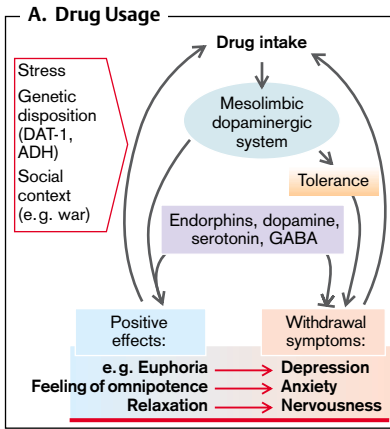 A. Drug Usage
Drug intake
Stress
Genetic
disposition
(DAT-1,
ADH)
Social
context
(e.g. war)
Mesolimbic
dopaminergic
system
Tolerance
Endorphins, dopamine,
serotonin, GABA
Positive
effects:
Withdrawal
symptoms:
e.g. Euphoria Depression
Feeling of omnipotence Anxiety
Relaxation Nervousness